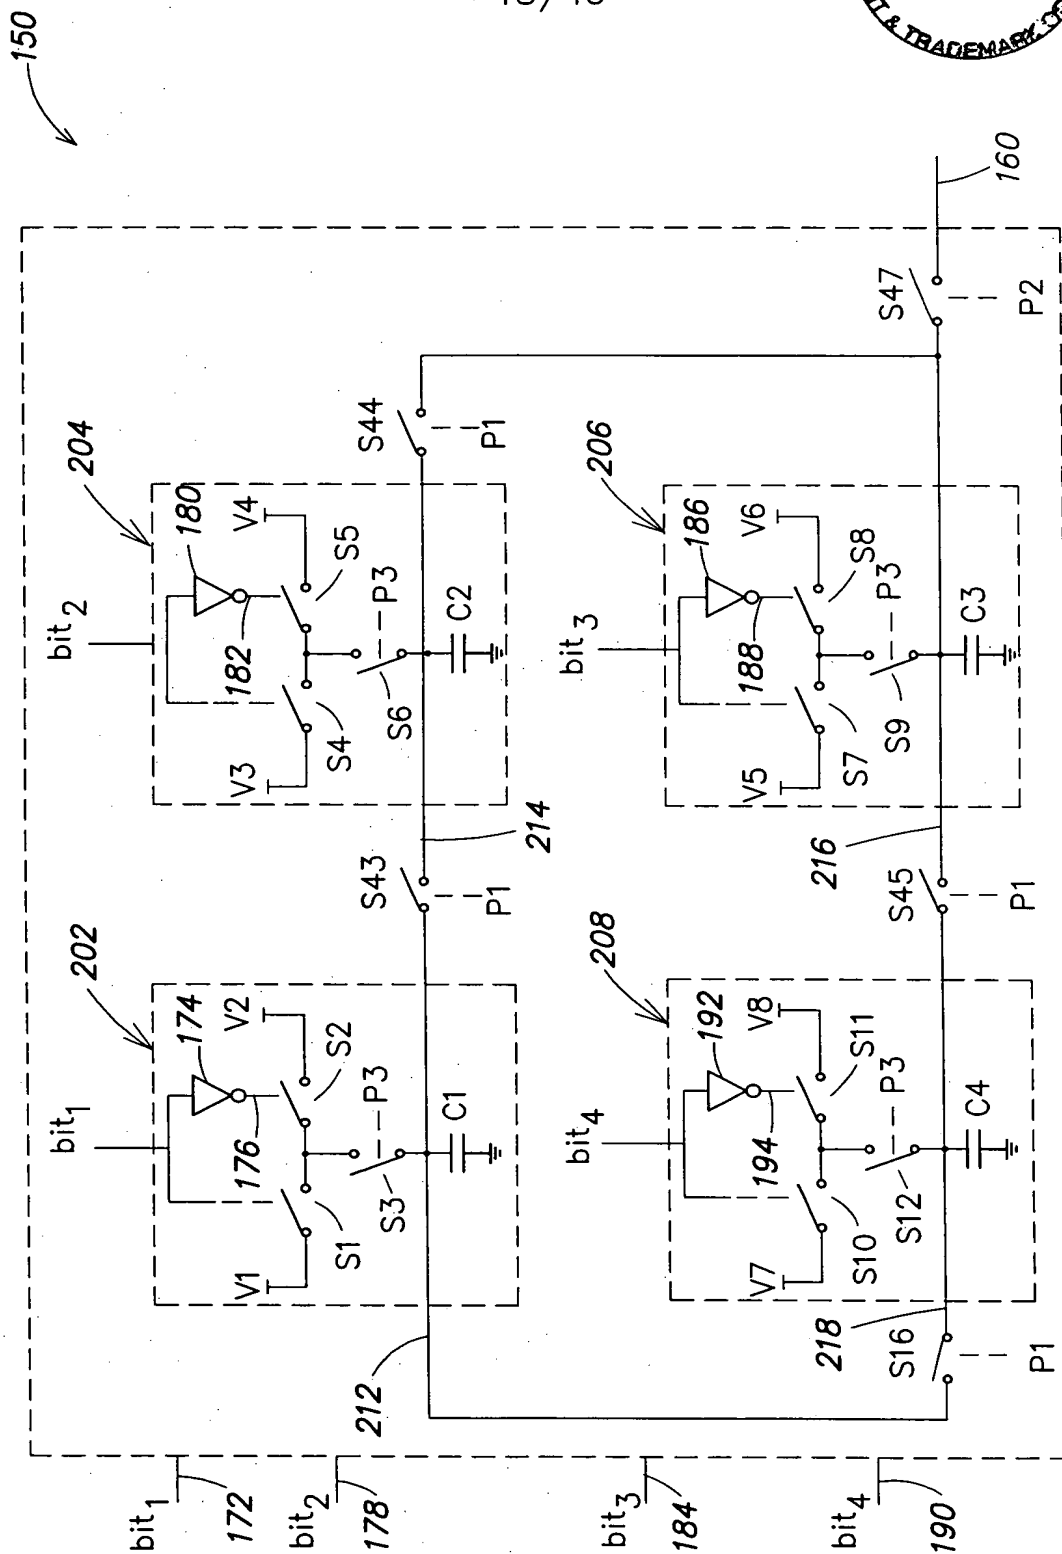 150
& TRADEMARK
bit1
172
bit2
178
bit3
184
bit4
190
bit1
202
174
V1
V2
176
S1
S2
S3
P3
C1
212
S43
P1
214
bit2
204
180
V3
V4
182
S4
S5
S6
P3
C2
S44
P1
bit4
208
192
V7
V8
194
S10
S11
S12
P3
C4
218
S16
P1
S45
P1
216
bit3
206
186
V5
V6
188
S7
S8
S9
P3
C3
S47
P2
160